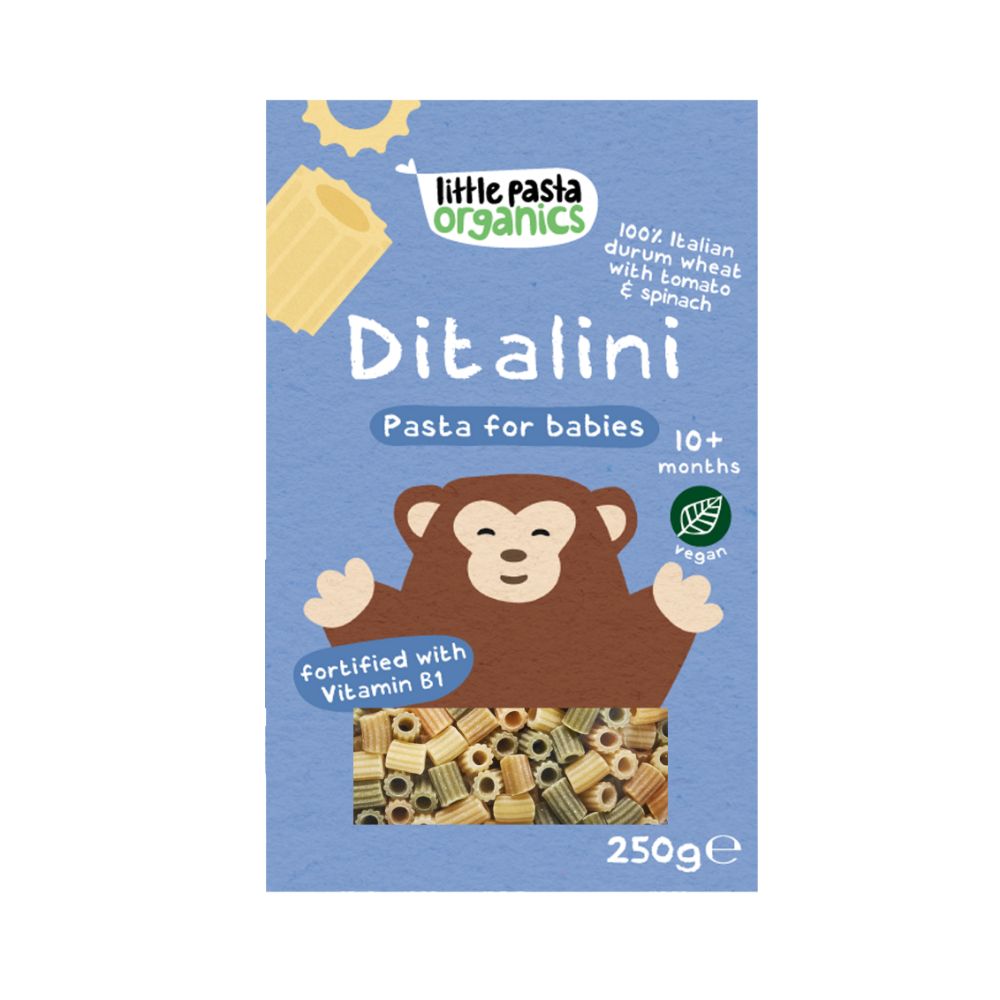 little pasta
organics
100% Italian
durum wheat
with tomato
& spinach
Ditalini
Pasta for babies
10+
months
vegan
fortified with
Vitamin B1
250g℮